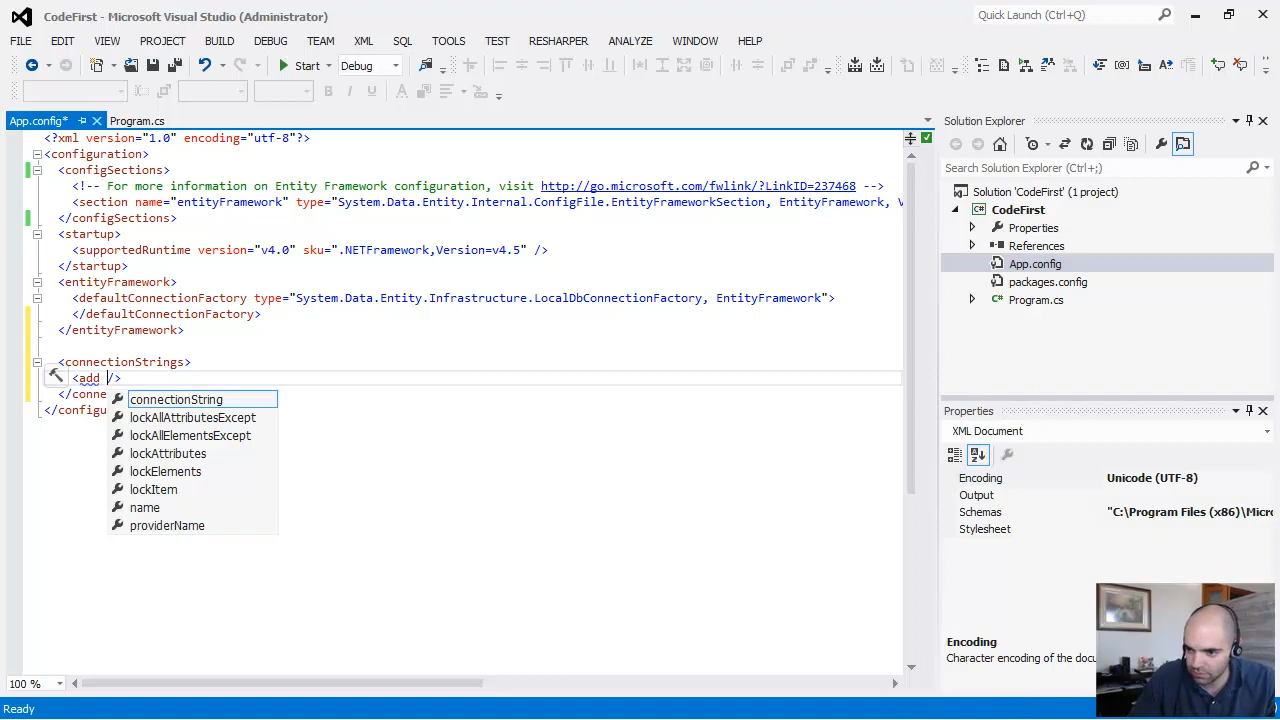 CodeFirst - Microsoft Visual Studio (Administrator)
Quick Launch (Ctrl+Q)
FILE EDIT VIEW PROJECT BUILD DEBUG TEAM XML SQL TOOLS TEST RESHARPER ANALYZE WINDOW HELP
Start Debug
App.config* Program.cs
<?xml version="1.0" encoding="utf-8"?>
<configuration>
<configSections>
<!-- For more information on Entity Framework configuration, visit http://go.microsoft.com/fwlink/?LinkID=237468 -->
<section name="entityFramework" type="System.Data.Entity.Internal.ConfigFile.EntityFrameworkSection, EntityFramework, V
</configSections>
<startup>
<supportedRuntime version="v4.0" sku=".NETFramework,Version=v4.5" />
</startup>
<entityFramework>
<defaultConnectionFactory type="System.Data.Entity.Infrastructure.LocalDbConnectionFactory, EntityFramework">
</defaultConnectionFactory>
</entityFramework>
<connectionStrings>
<add />
</conne
</configu
connectionString
lockAllAttributesExcept
lockAllElementsExcept
lockAttributes
lockElements
lockItem
name
providerName
100 %
Solution Explorer
Search Solution Explorer (Ctrl+;)
Solution 'CodeFirst' (1 project)
CodeFirst
Properties
References
App.config
packages.config
Program.cs
Properties
XML Document
Encoding Unicode (UTF-8)
Output
Schemas "C:\Program Files (x86)\Micro
Stylesheet
Encoding
Character encoding of the docu
Ready